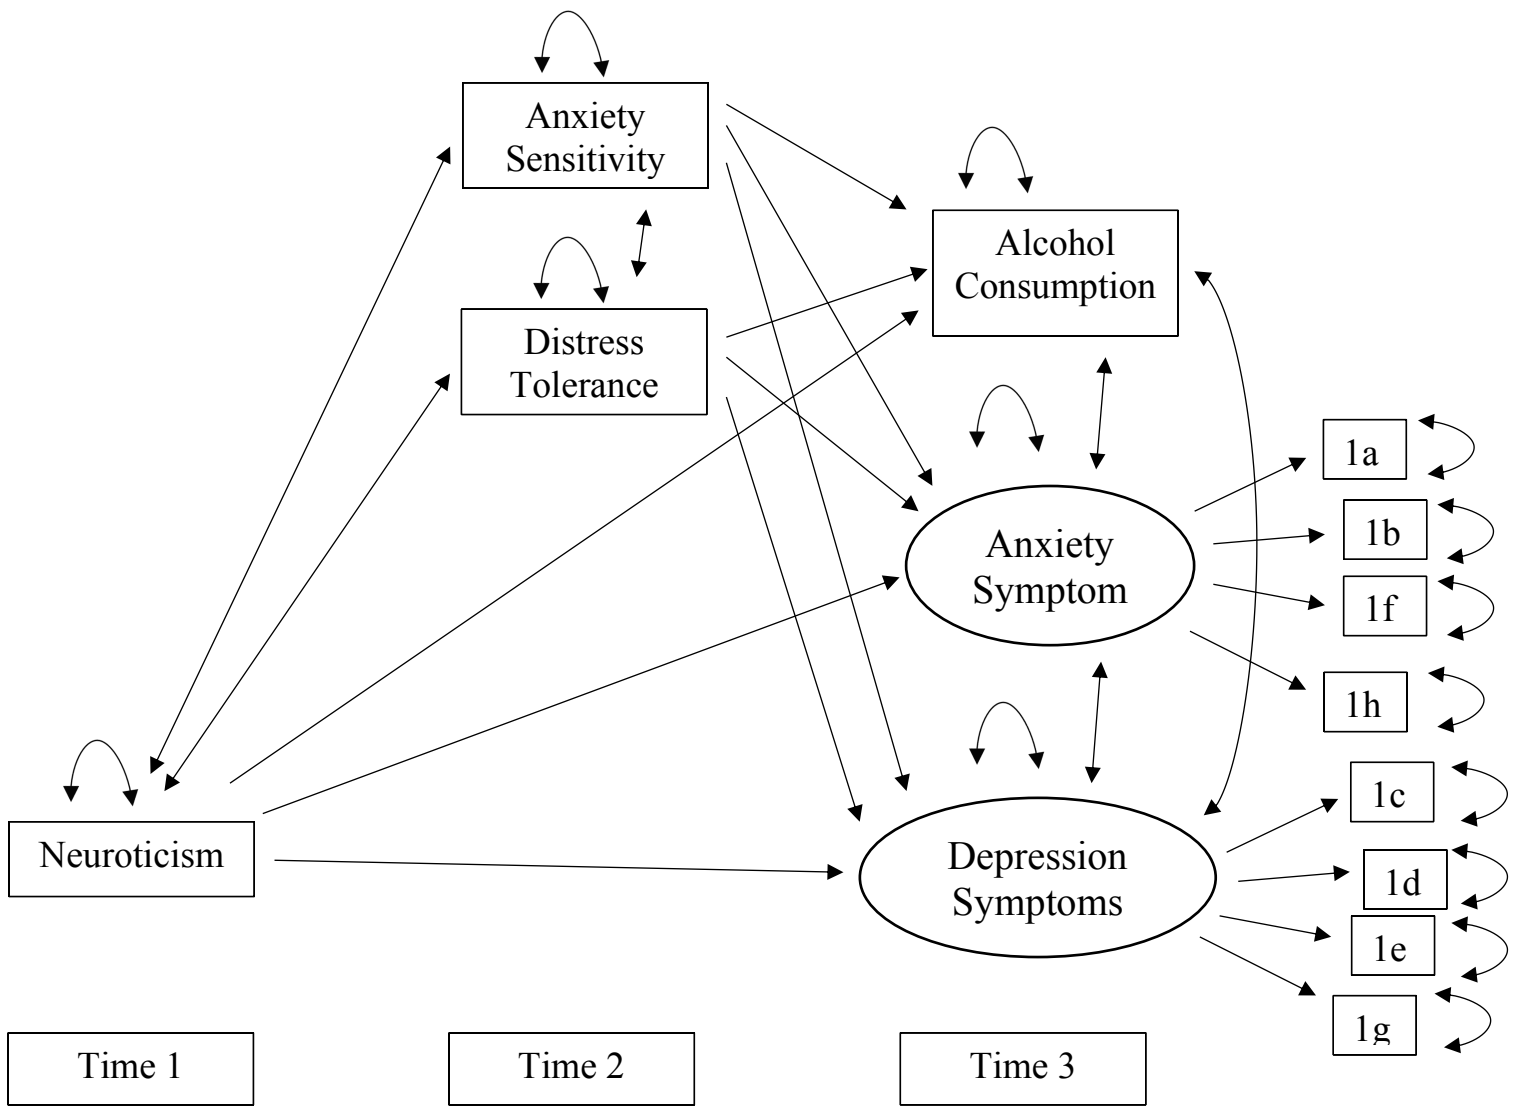 Anxiety
Sensitivity
Distress
Tolerance
Neuroticism
Alcohol
Consumption
Anxiety
Symptom
Depression
Symptoms
1a
1b
1f
1h
1c
1d
1e
1g
Time 1
Time 2
Time 3